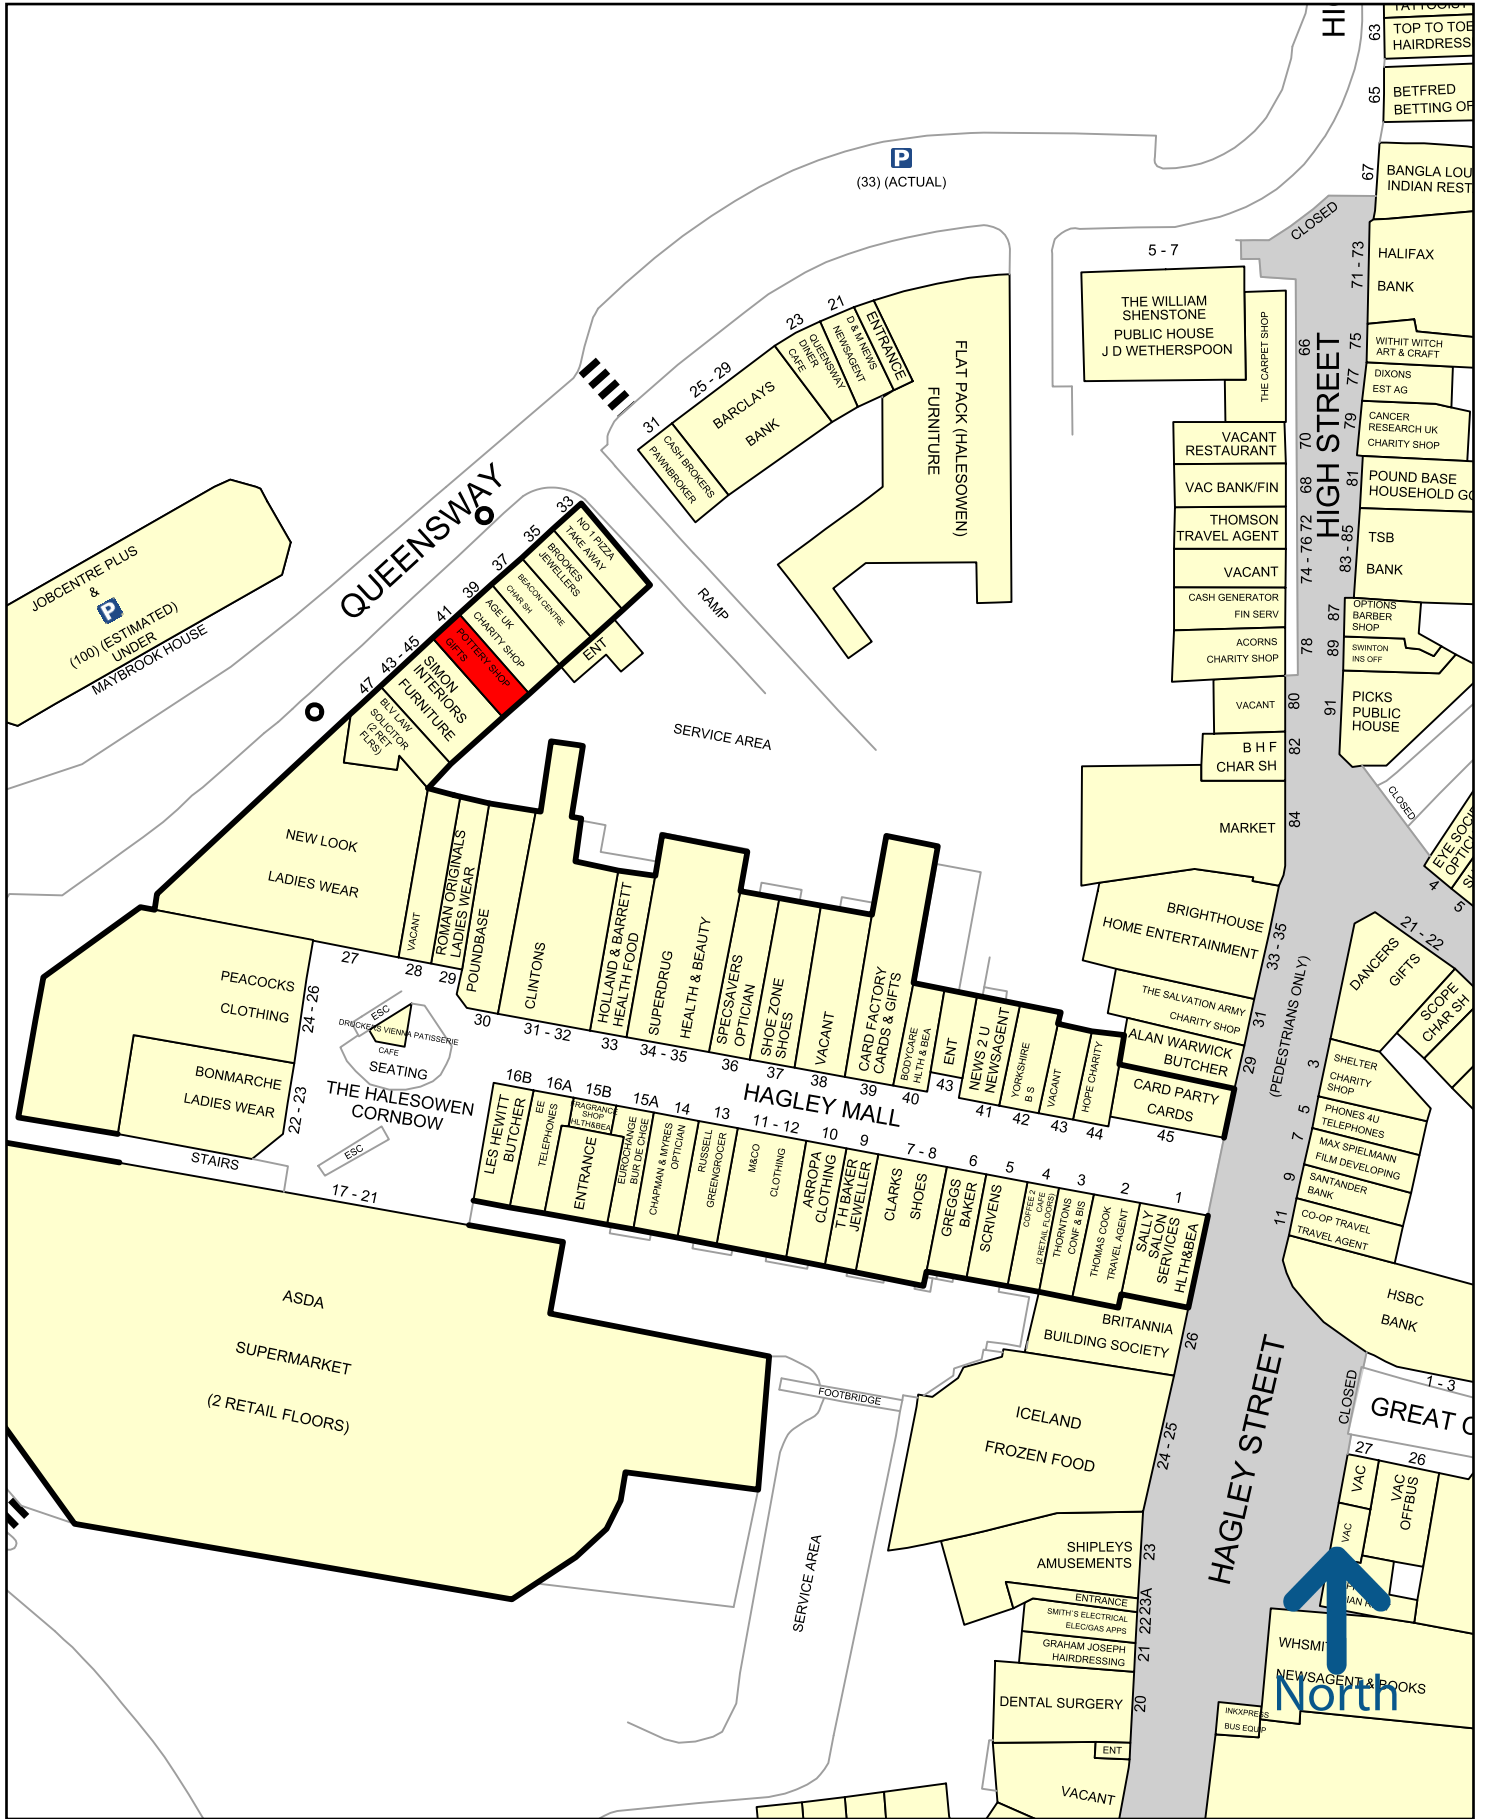 HI
63
TOP TO TOE
HAIRDRESS
65
BETFRED
BETTING OF
67
BANGLA LOU
INDIAN REST
P
(33) (ACTUAL)
CLOSED
5 - 7
THE WILLIAM
SHENSTONE
PUBLIC HOUSE
J D WETHERSPOON
THE CARPET SHOP
66
HIGH STREET
71 - 73
HALIFAX
BANK
75
WITHIT WITCH
ART & CRAFT
77
DIXONS
EST AG
79
CANCER
RESEARCH UK
CHARITY SHOP
81
POUND BASE
HOUSEHOLD GO
83 - 85
TSB
BANK
87
OPTIONS
BARBER
SHOP
89
SWINTON
INS OFF
91
PICKS
PUBLIC
HOUSE
VACANT
RESTAURANT
70
VAC BANK/FIN
68
THOMSON
TRAVEL AGENT
72
VACANT
74 - 76
CASH GENERATOR
FIN SERV
ACORNS
CHARITY SHOP
78
VACANT
80
B H F
CHAR SH
82
MARKET
84
CLOSED
EYE SOCI
OPTICI
4
5
21 - 22
DANCERS
GIFTS
SCOPE
CHAR SH
21
23
25 - 29
31
ENTRANCE
D & M NEWS
NEWSAGENT
QUEENSWAY
DINER
CAFE
BARCLAYS
BANK
CASH BROKERS
PAWNBROKER
FLAT PACK (HALESOWEN)
FURNITURE
QUEENSWAY
33
35
37
39
41
43 - 45
47
NO 1 PIZZA
TAKE AWAY
BROOKES
JEWELLERS
BEACON CENTRE
CHAR SH
AGE UK
CHARITY SHOP
POTTERY SHOP
GIFTS
SIMON
INTERIORS
FURNITURE
BLV LAW
SOLICITOR
(2 RET
FLRS)
ENT
RAMP
SERVICE AREA
JOBCENTRE PLUS
&
P
(100) (ESTIMATED)
UNDER
MAYBROOK HOUSE
NEW LOOK
LADIES WEAR
27
VACANT
28
ROMAN ORIGINALS
LADIES WEAR
29
POUNDBASE
30
CLINTONS
31 - 32
HOLLAND & BARRETT
HEALTH FOOD
33
SUPERDRUG
HEALTH & BEAUTY
34 - 35
SPECSAVERS
OPTICIAN
36
SHOE ZONE
SHOES
37
VACANT
38
CARD FACTORY
CARDS & GIFTS
39
BODYCARE
HLTH & BEA
40
ENT
43
NEWS 2 U
NEWSAGENT
41
YORKSHIRE
B S
42
VACANT
43
HOPE CHARITY
44
CARD PARTY
CARDS
45
BRIGHTHOUSE
HOME ENTERTAINMENT
33 - 35
THE SALVATION ARMY
CHARITY SHOP
31
ALAN WARWICK
BUTCHER
29
(PEDESTRIANS ONLY)
3
SHELTER
CHARITY
SHOP
5
PHONES 4U
TELEPHONES
7
MAX SPIELMANN
FILM DEVELOPING
9
SANTANDER
BANK
11
CO-OP TRAVEL
TRAVEL AGENT
HSBC
BANK
1 - 3
CLOSED
GREAT C
PEACOCKS
CLOTHING
24 - 26
BONMARCHE
LADIES WEAR
22 - 23
ESC
DRUCKERS VIENNA PATISSERIE
CAFE
SEATING
THE HALESOWEN
CORNBOW
ESC
STAIRS
17 - 21
HAGLEY MALL
16B
LES HEWITT
BUTCHER
16A
EE
TELEPHONES
15B
FRAGRANCE
SHOP
HLTH&BEA
ENTRANCE
15A
EUROCHANGE
BUR DE CHGE
14
CHAPMAN & MYRES
OPTICIAN
13
RUSSELL
GREENGROCER
11 - 12
M&CO
CLOTHING
10
ARROPA
CLOTHING
9
T H BAKER
JEWELLER
7 - 8
CLARKS
SHOES
6
GREGGS
BAKER
5
SCRIVENS
4
COFFEE 2
CAFE
(2 RETAIL FLOORS)
3
THORNTONS
CONF & BIS
2
THOMAS COOK
TRAVEL AGENT
1
SALLY
SALON
SERVICES
HLTH&BEA
ASDA
SUPERMARKET
(2 RETAIL FLOORS)
BRITANNIA
BUILDING SOCIETY
26
FOOTBRIDGE
ICELAND
FROZEN FOOD
24 - 25
SERVICE AREA
HAGLEY STREET
SHIPLEYS
AMUSEMENTS
23
ENTRANCE
23A
SMITH'S ELECTRICAL
ELEC/GAS APPS
22
GRAHAM JOSEPH
HAIRDRESSING
21
DENTAL SURGERY
20
ENT
VACANT
27
26
VAC
VAC
OFFBUS
VAC
WHSMIT
NEWSAGENT & BOOKS
North
INKXPRESS
BUS EQUIP